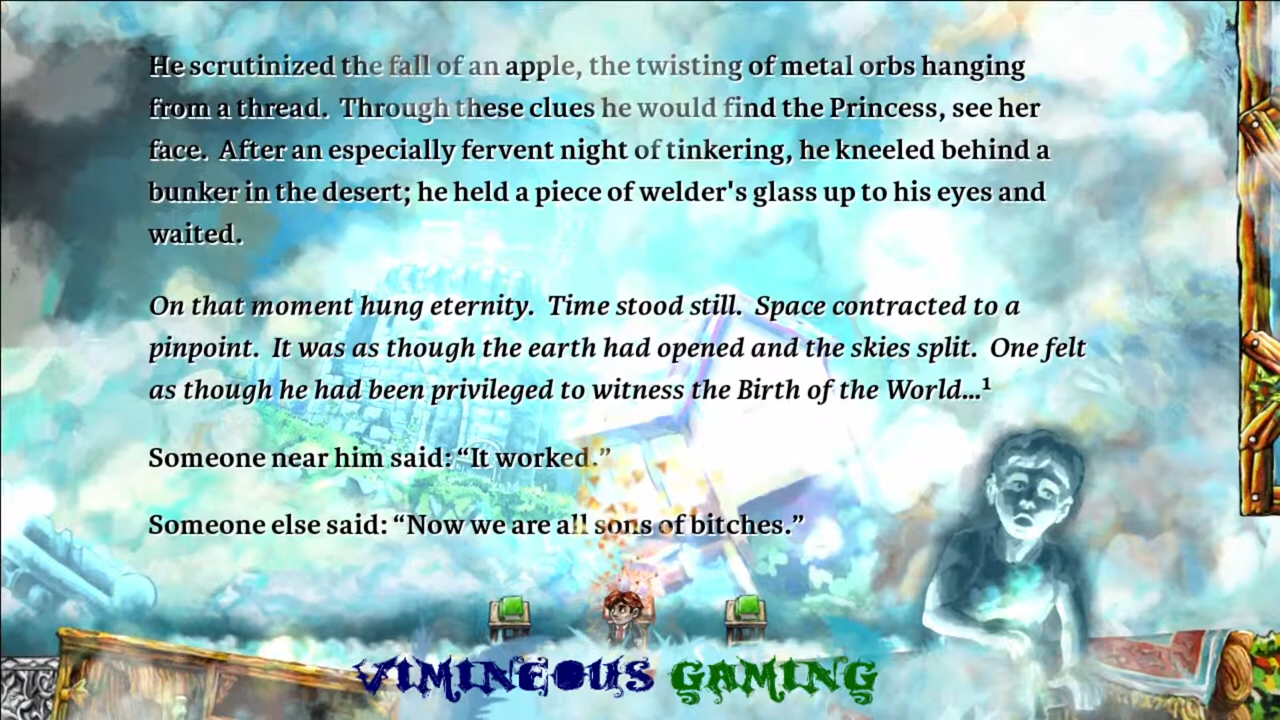 He scrutinized the fall of an apple, the twisting of metal orbs hanging
from a thread. Through these clues he would find the Princess, see her
face. After an especially fervent night of tinkering, he kneeled behind a
bunker in the desert; he held a piece of welder's glass up to his eyes and
waited.
On that moment hung eternity. Time stood still. Space contracted to a
pinpoint. It was as though the earth had opened and the skies split. One felt
as though he had been privileged to witness the Birth of the World...¹
Someone near him said: “It worked.”
Someone else said: “Now we are all sons of bitches.”
VIMINEOUS GAMING